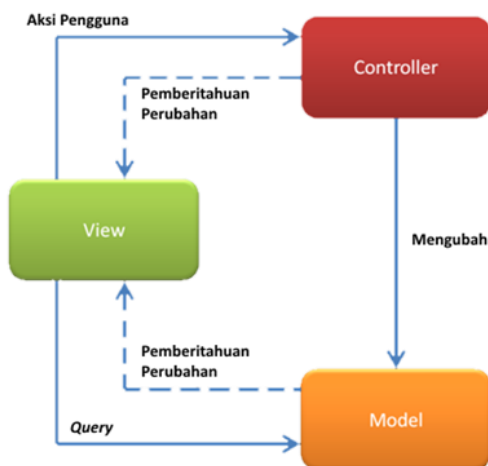 Aksi Pengguna
Controller
Pemberitahuan
Perubahan
View
Mengubah
Pemberitahuan
Perubahan
Model
Query